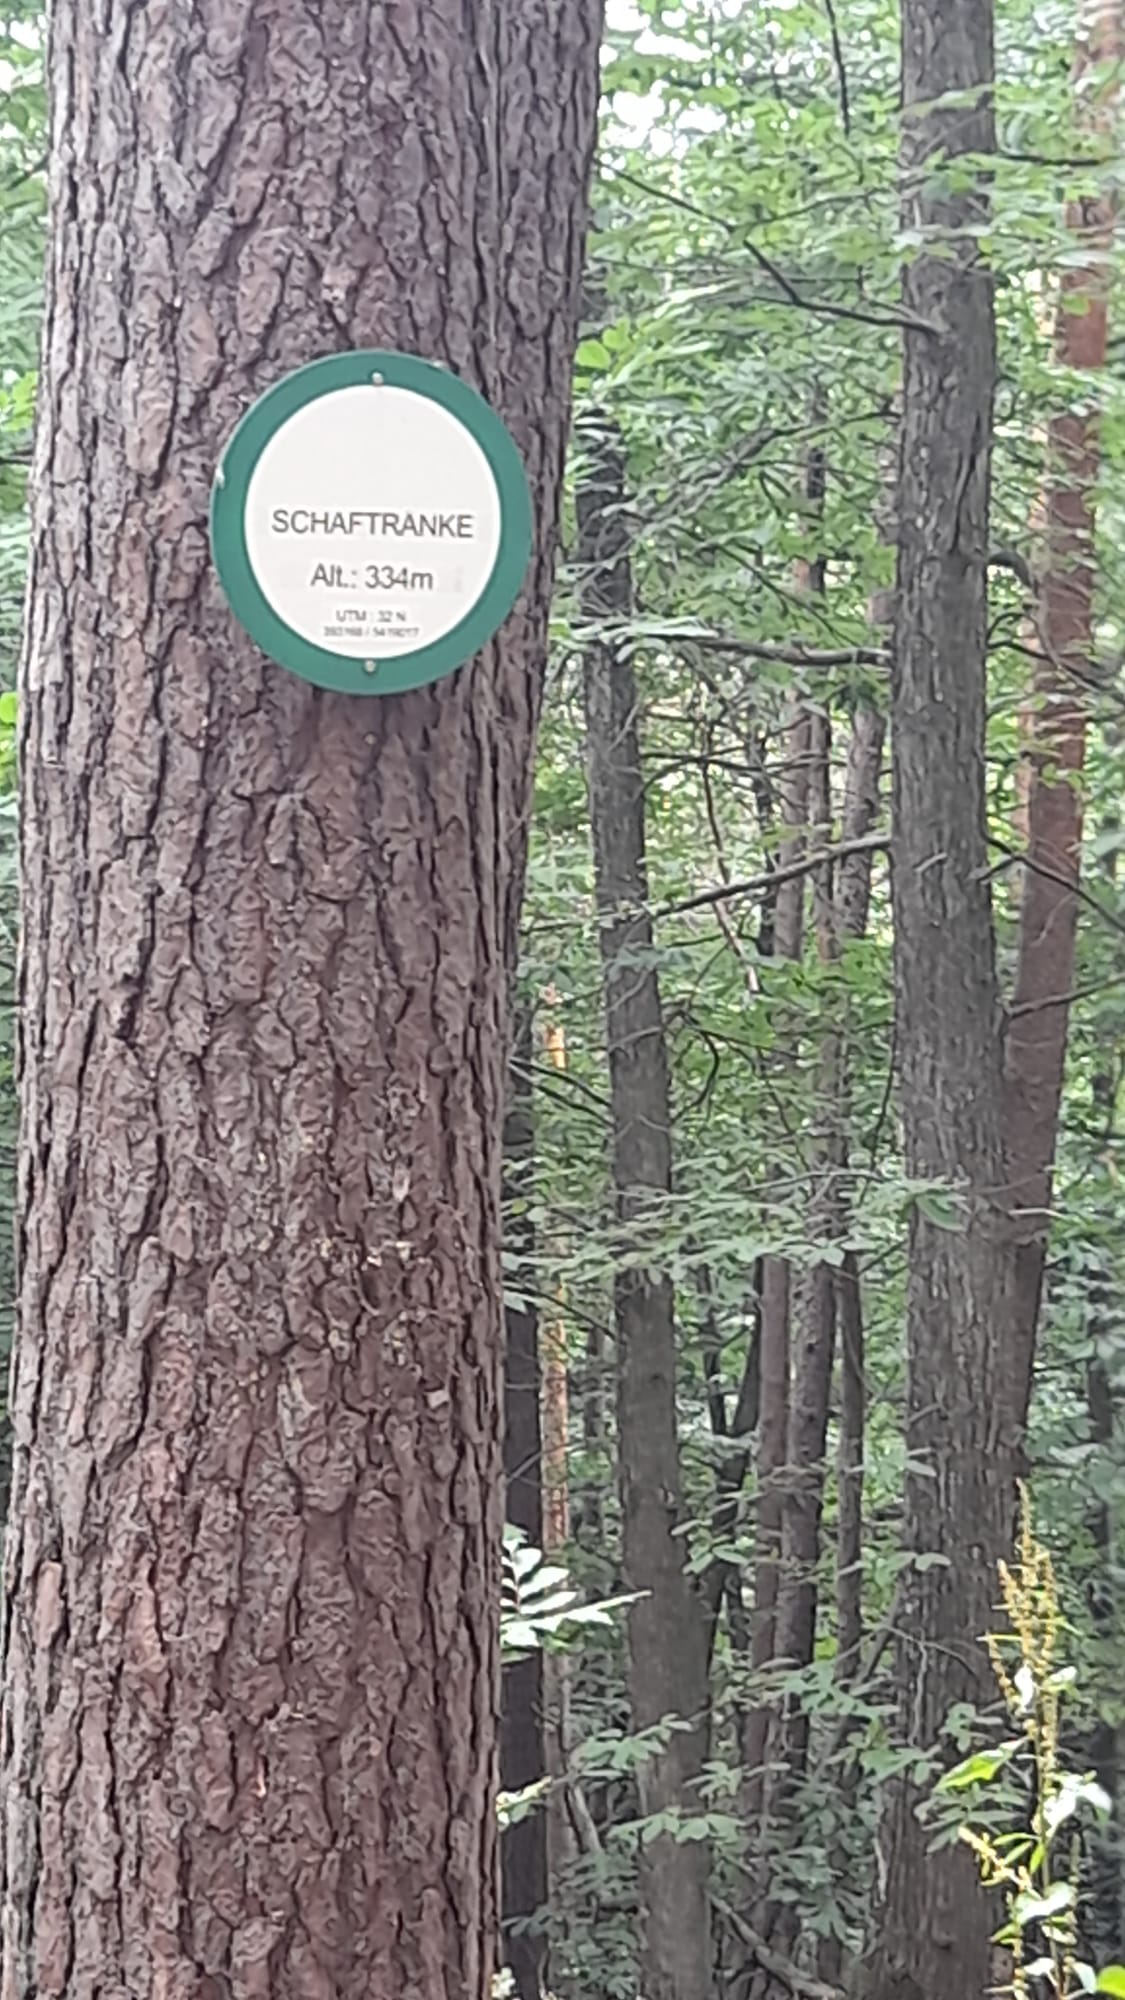 SCHAFTRANKE
Alt.: 334m
UTM : 32 N